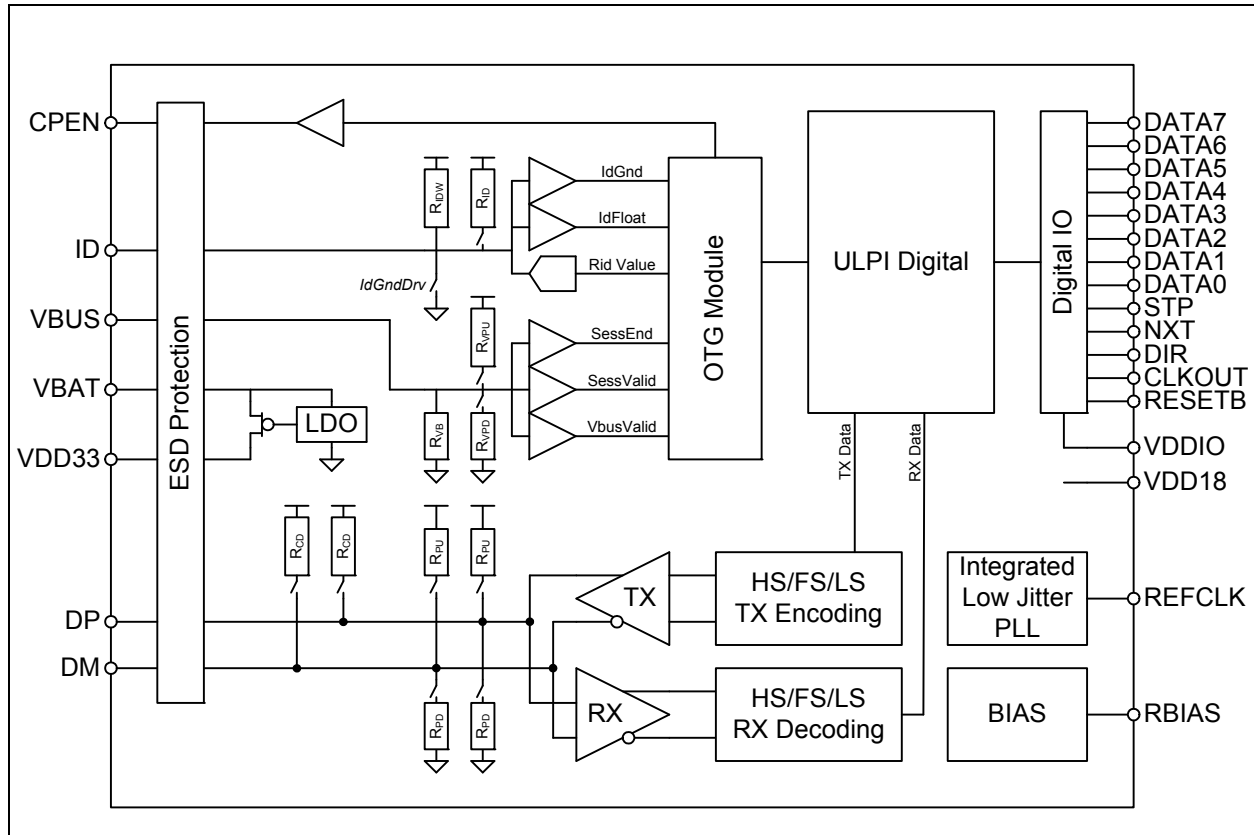 CPEN
ID
VBUS
VBAT
VDD33
DP
DM
ESD Protection
LDO
RIDW
RID
IdGndDrv
IdGnd
IdFloat
Rid Value
RVPU
RVB
RVPD
SessEnd
SessValid
VbusValid
OTG Module
ULPI Digital
TX Data
RX Data
Digital IO
DATA7
DATA6
DATA5
DATA4
DATA3
DATA2
DATA1
DATA0
STP
NXT
DIR
CLKOUT
RESETB
VDDIO
VDD18
REFCLK
RBIAS
RCD
RCD
RPU
RPU
RPD
RPD
TX
RX
HS/FS/LS
TX Encoding
HS/FS/LS
RX Decoding
Integrated
Low Jitter
PLL
BIAS